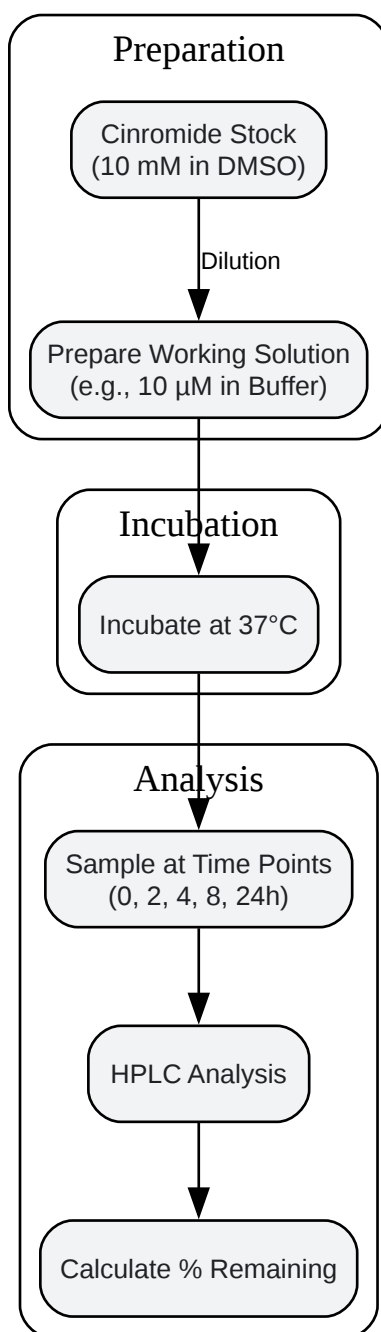 Preparation
Cinromide Stock
(10 mM in DMSO)
Dilution
Prepare Working Solution
(e.g., 10 µM in Buffer)
Incubation
Incubate at 37°C
Analysis
Sample at Time Points
(0, 2, 4, 8, 24h)
HPLC Analysis
Calculate % Remaining